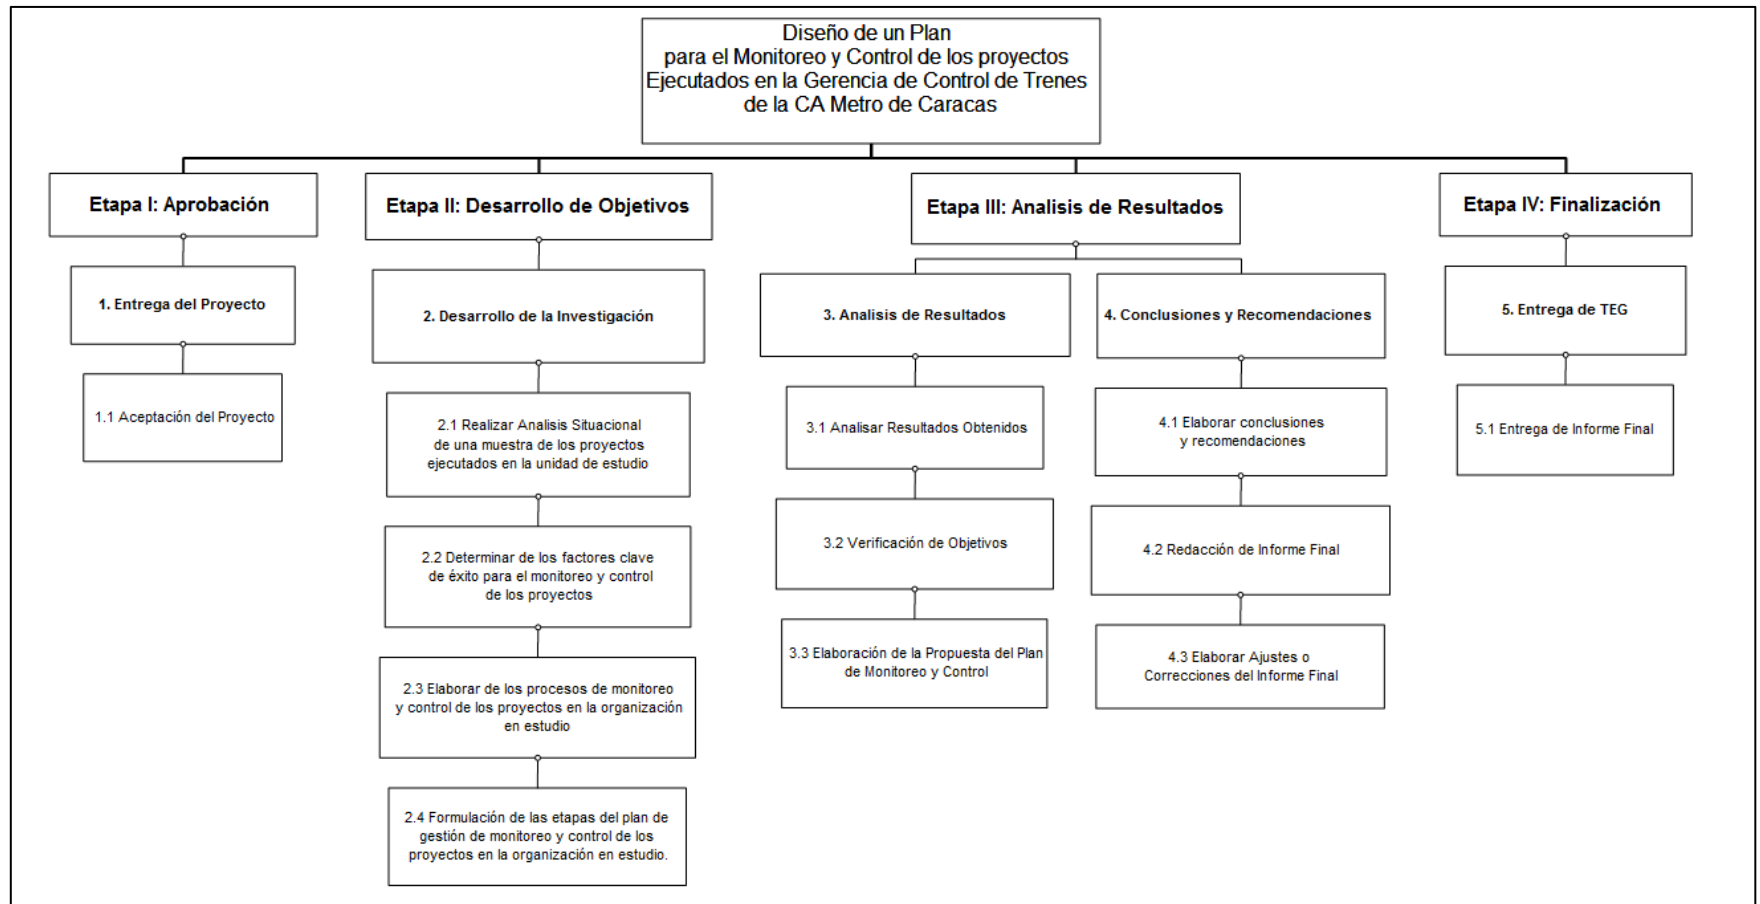 Diseño de un Plan
para el Monitoreo y Control de los proyectos
Ejecutados en la Gerencia de Control de Trenes
de la CA Metro de Caracas
Etapa I: Aprobación
1. Entrega del Proyecto
1.1 Aceptación del Proyecto
Etapa II: Desarrollo de Objetivos
2. Desarrollo de la Investigación
2.1 Realizar Analisis Situacional
de una muestra de los proyectos
ejecutados en la unidad de estudio
2.2 Determinar de los factores clave
de éxito para el monitoreo y control
de los proyectos
2.3 Elaborar de los procesos de monitoreo
y control de los proyectos en la organización
en estudio
2.4 Formulación de las etapas del plan de
gestión de monitoreo y control de los
proyectos en la organización en estudio.
Etapa III: Analisis de Resultados
3. Analisis de Resultados
3.1 Analisar Resultados Obtenidos
3.2 Verificación de Objetivos
3.3 Elaboración de la Propuesta del Plan
de Monitoreo y Control
4. Conclusiones y Recomendaciones
4.1 Elaborar conclusiones
y recomendaciones
4.2 Redacción de Informe Final
4.3 Elaborar Ajustes o
Correcciones del Informe Final
Etapa IV: Finalización
5. Entrega de TEG
5.1 Entrega de Informe Final